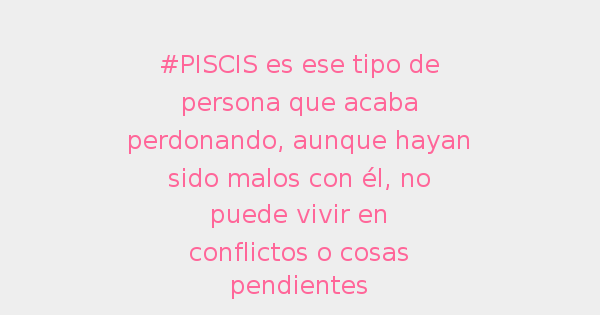 #PISCIS es ese tipo de
persona que acaba
perdonando, aunque hayan
sido malos con él, no
puede vivir en
conflictos o cosas
pendientes